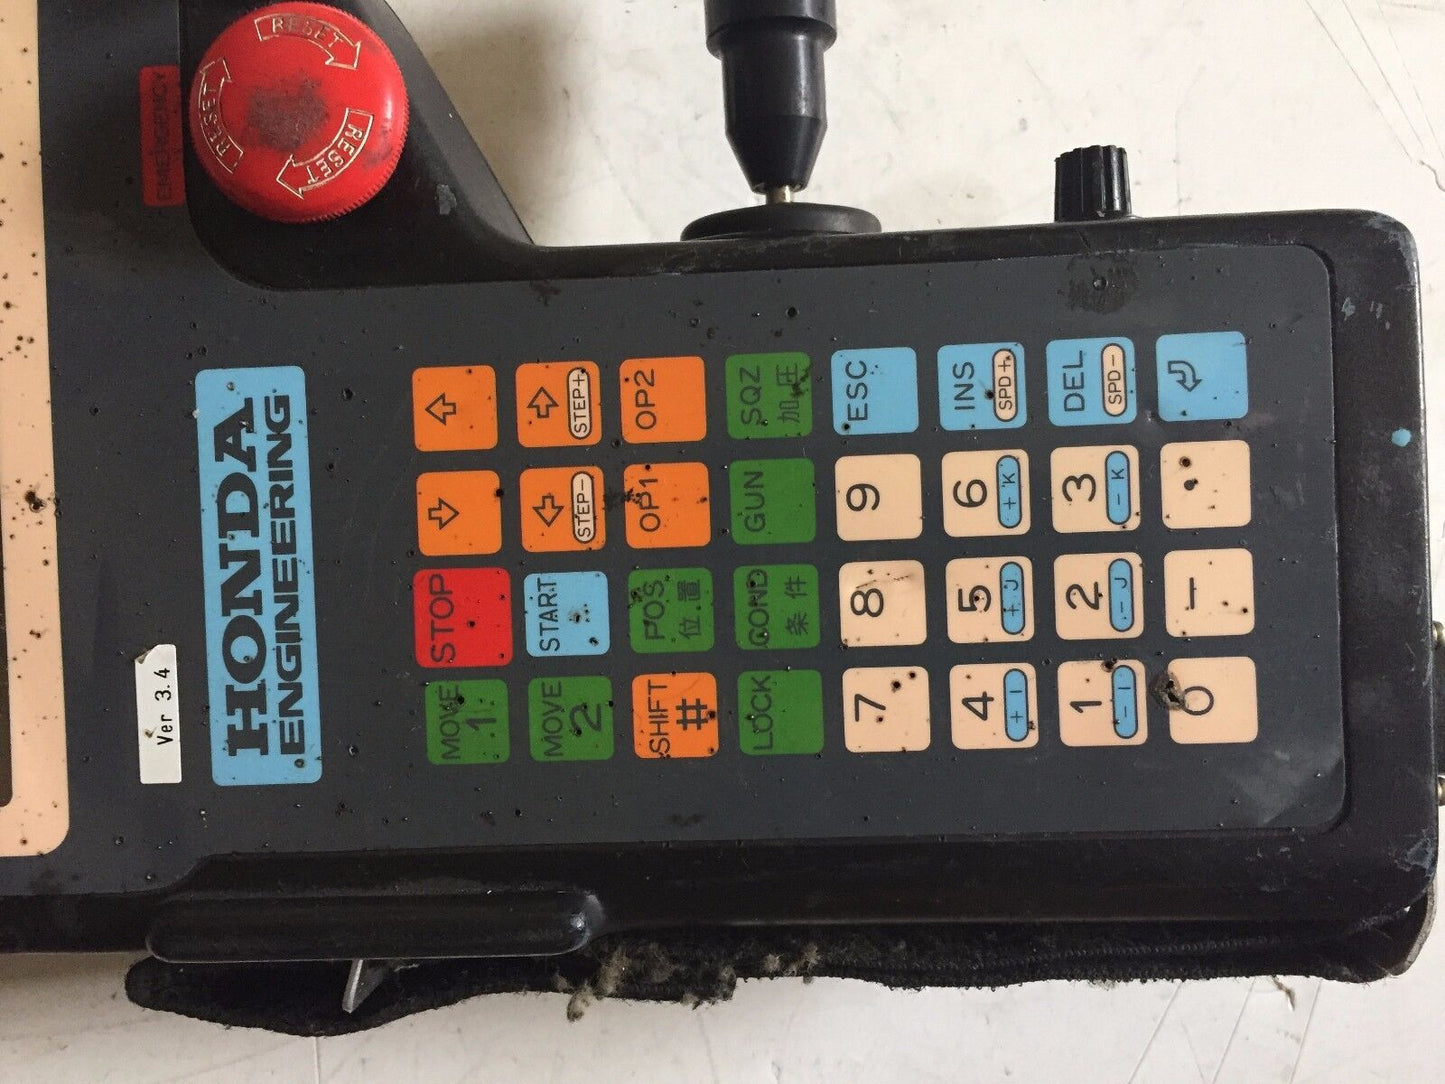 RESET
RESET
RESET
EMERGENCY
Ver 3.4
HONDA
ENGINEERING
MOVE
1
STOP
MOVE
2
START
STEP-
STEP+
SHIFT
#
POS
位置
OP1
OP2
LOCK
COND
条件
GUN
SQZ
加圧
7
8
9
ESC
4
+I
5
+J
6
+K
INS
SPD+
1
-I
2
-J
3
-K
DEL
SPD-
0
-
.